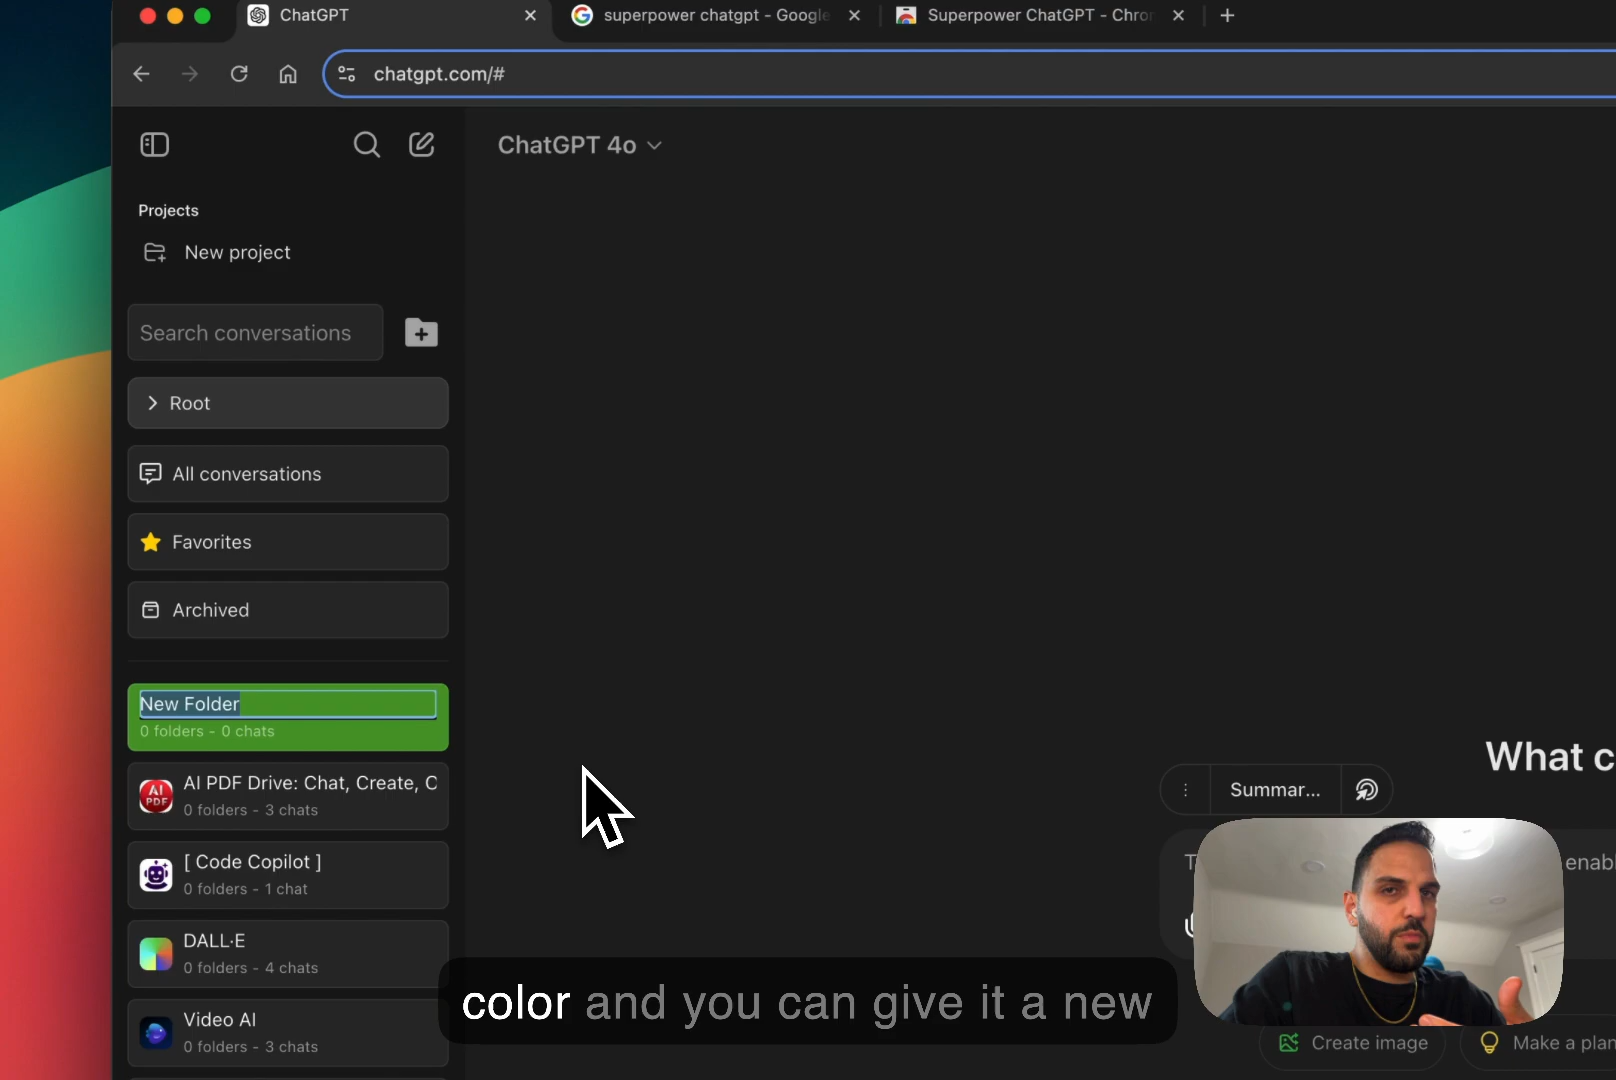 ChatGPT
superpower chatgpt - Google
Superpower ChatGPT - Chro
chatgpt.com/#
ChatGPT 4o
Projects
New project
Search conversations
Root
All conversations
Favorites
Archived
New Folder
0 folders - 0 chats
AI PDF Drive: Chat, Create, O
0 folders - 3 chats
AI
PDF
[ Code Copilot ]
0 folders - 1 chat
DALL·E
0 folders - 4 chats
Video AI
0 folders - 3 chats
What c
Summar...
enabl
color and you can give it a new
Create image
Make a plan